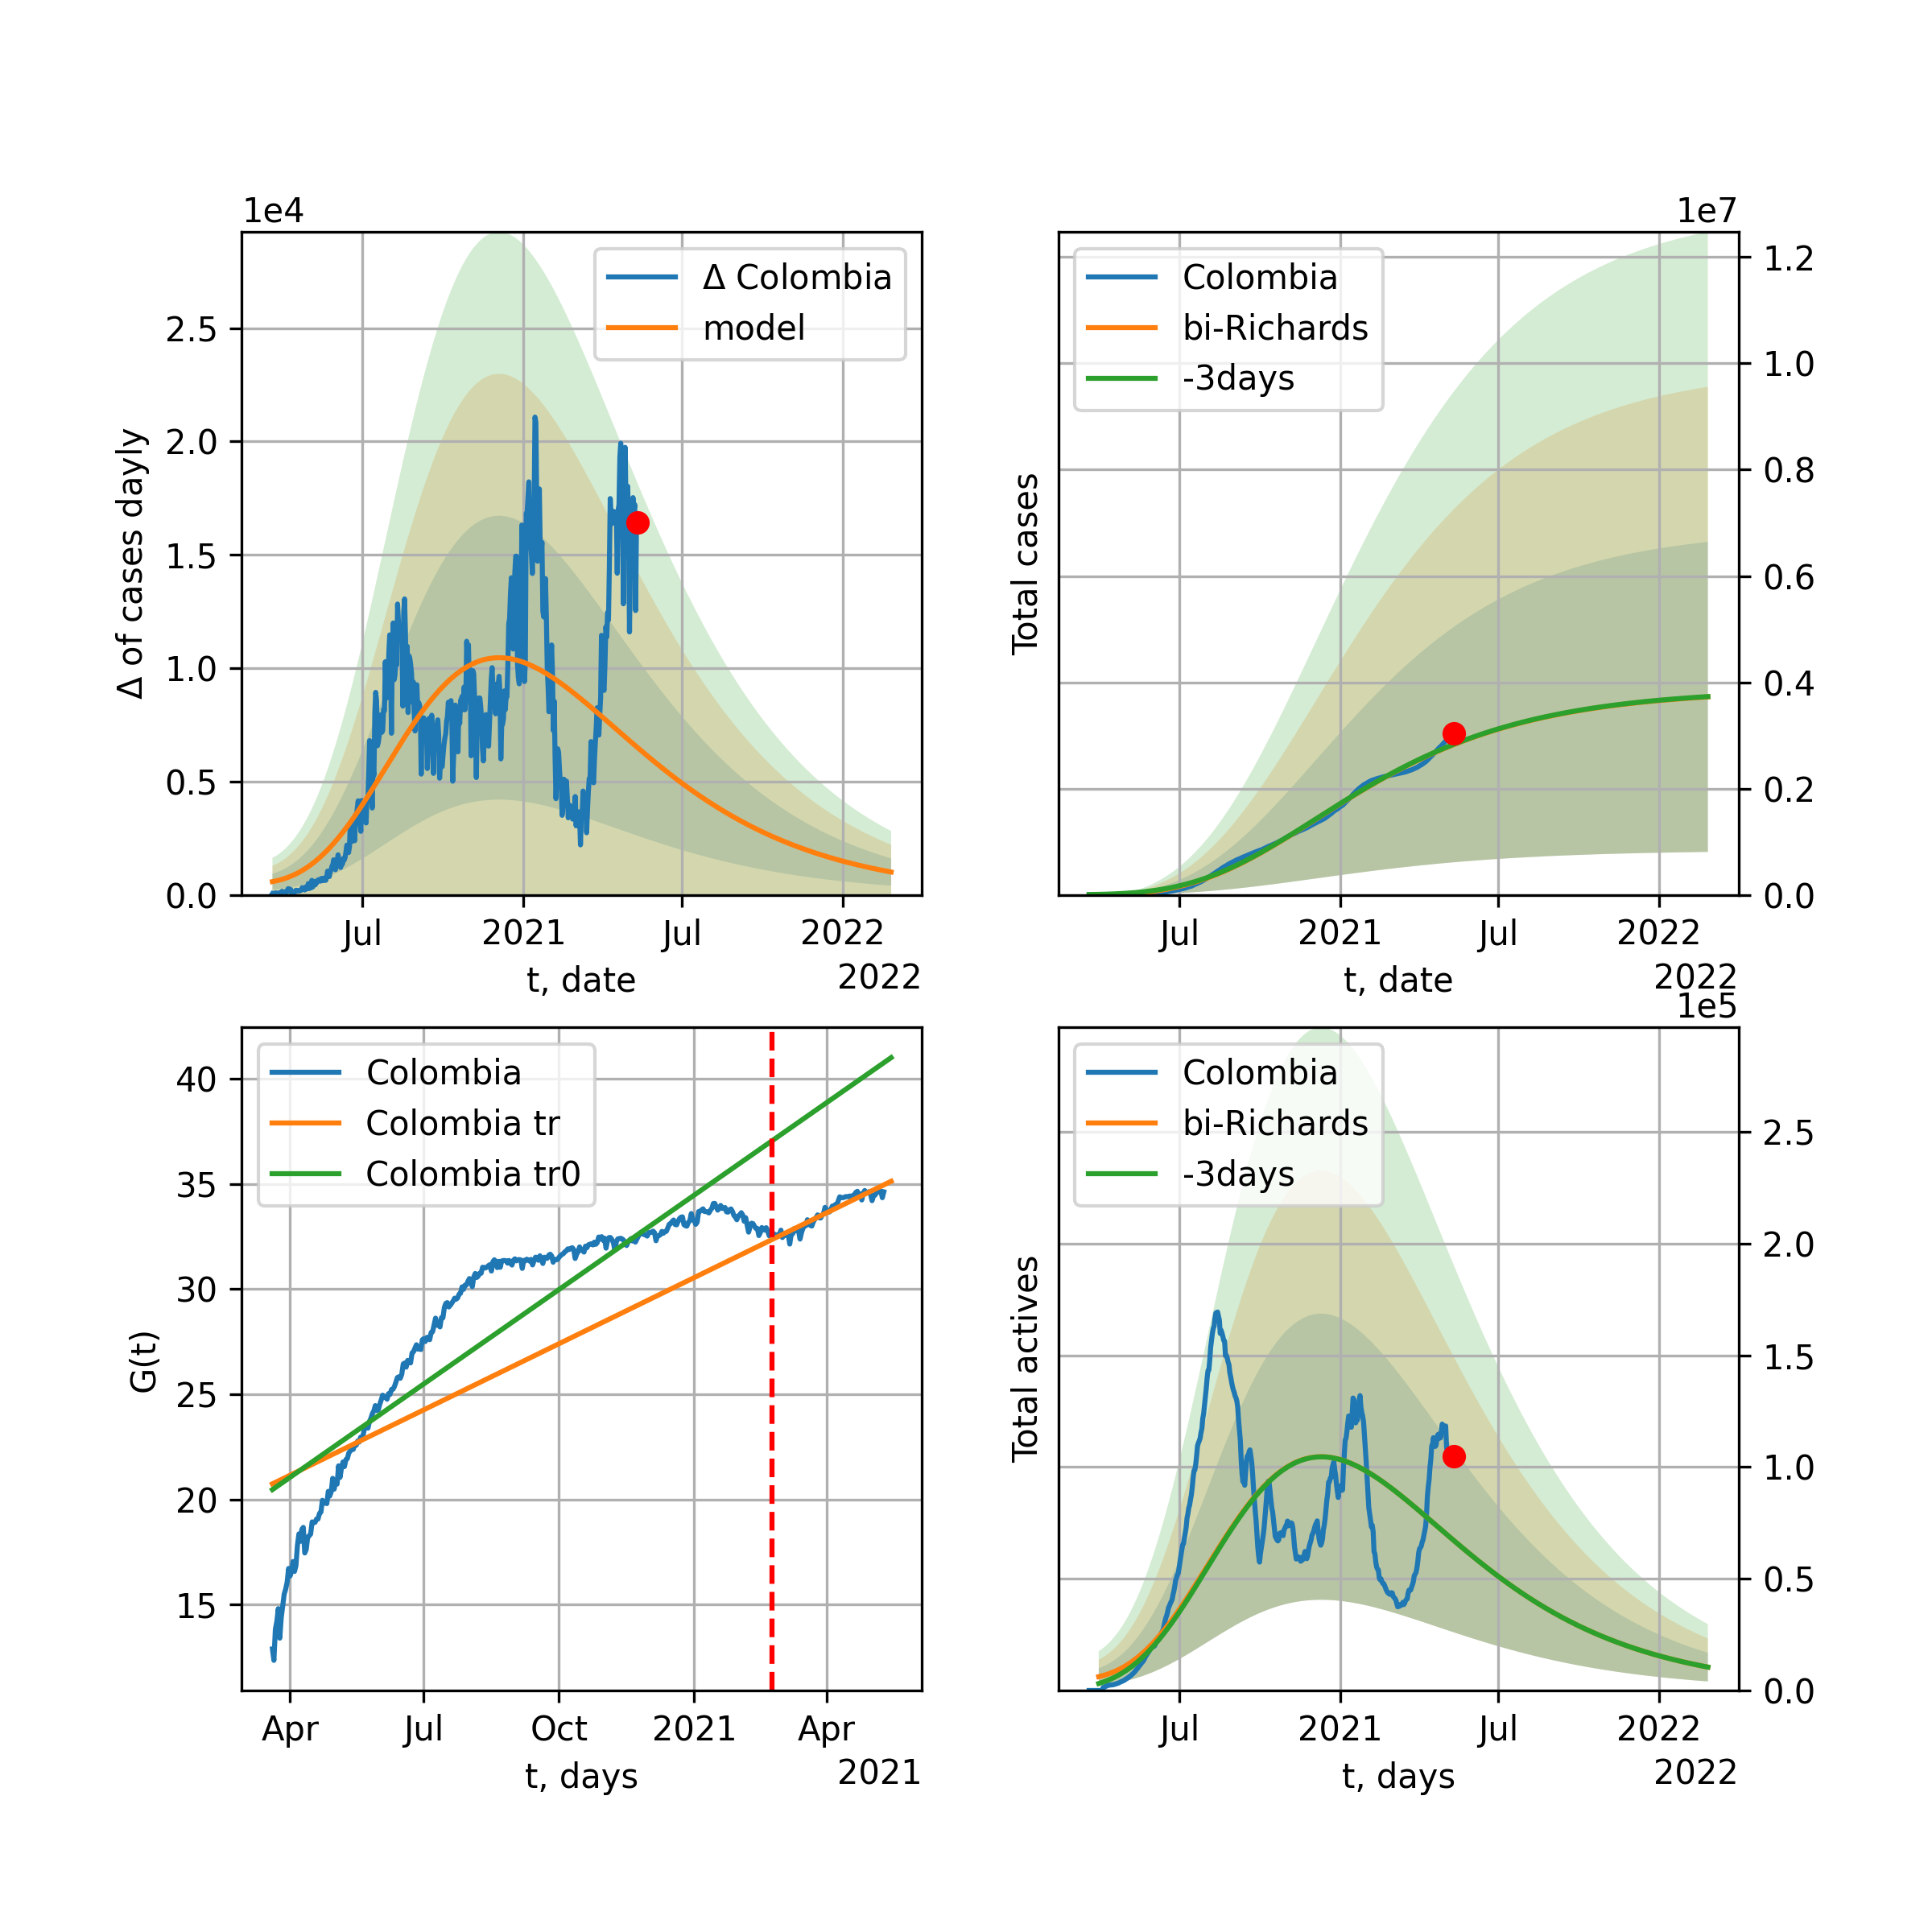 1e4
Δ of cases dayly
2.5
2.0
1.5
1.0
0.5
0.0
Δ Colombia
model
Jul 2021 Jul 2022
t, date
2022
1e7
Total cases
Colombia
bi-Richards
-3days
1.2
1.0
0.8
0.6
0.4
0.2
0.0
Jul 2021 Jul 2022
t, date
2022
G(t)
40
35
30
25
20
15
Colombia
Colombia tr
Colombia tr0
Apr Jul Oct 2021 Apr
t, days
2021
1e5
Total actives
Colombia
bi-Richards
-3days
2.5
2.0
1.5
1.0
0.5
0.0
Jul 2021 Jul 2022
t, days
2022